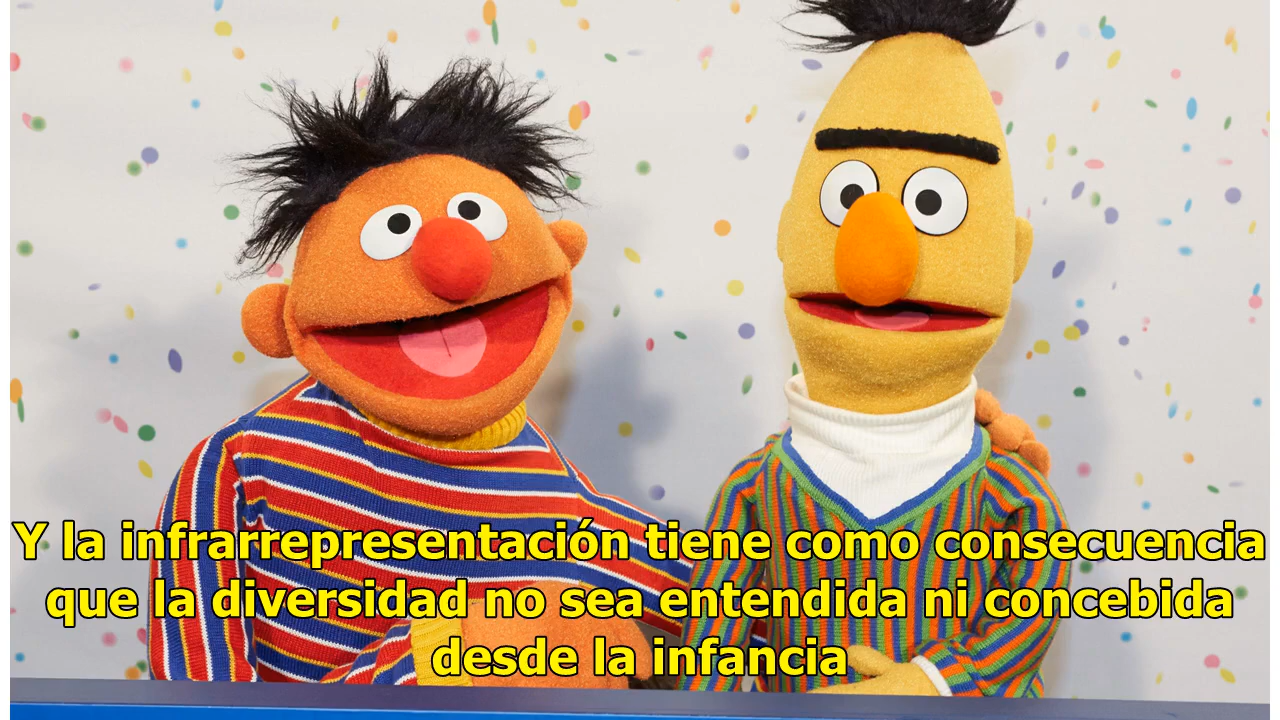 Y la infrarrepresentación tiene como consecuencia
que la diversidad no sea entendida ni concebida
desde la infancia